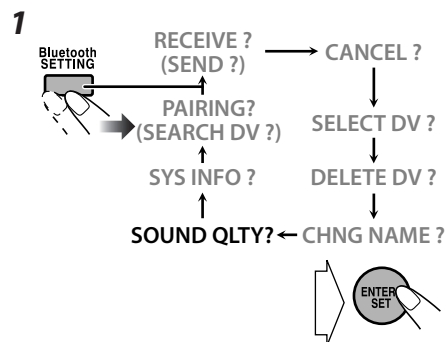 1
Bluetooth
SETTING
RECEIVE ?
(SEND ?)
CANCEL ?
PAIRING?
(SEARCH DV ?)
SELECT DV ?
SYS INFO ?
DELETE DV ?
SOUND QLTY?
CHNG NAME ?
ENTER
SET